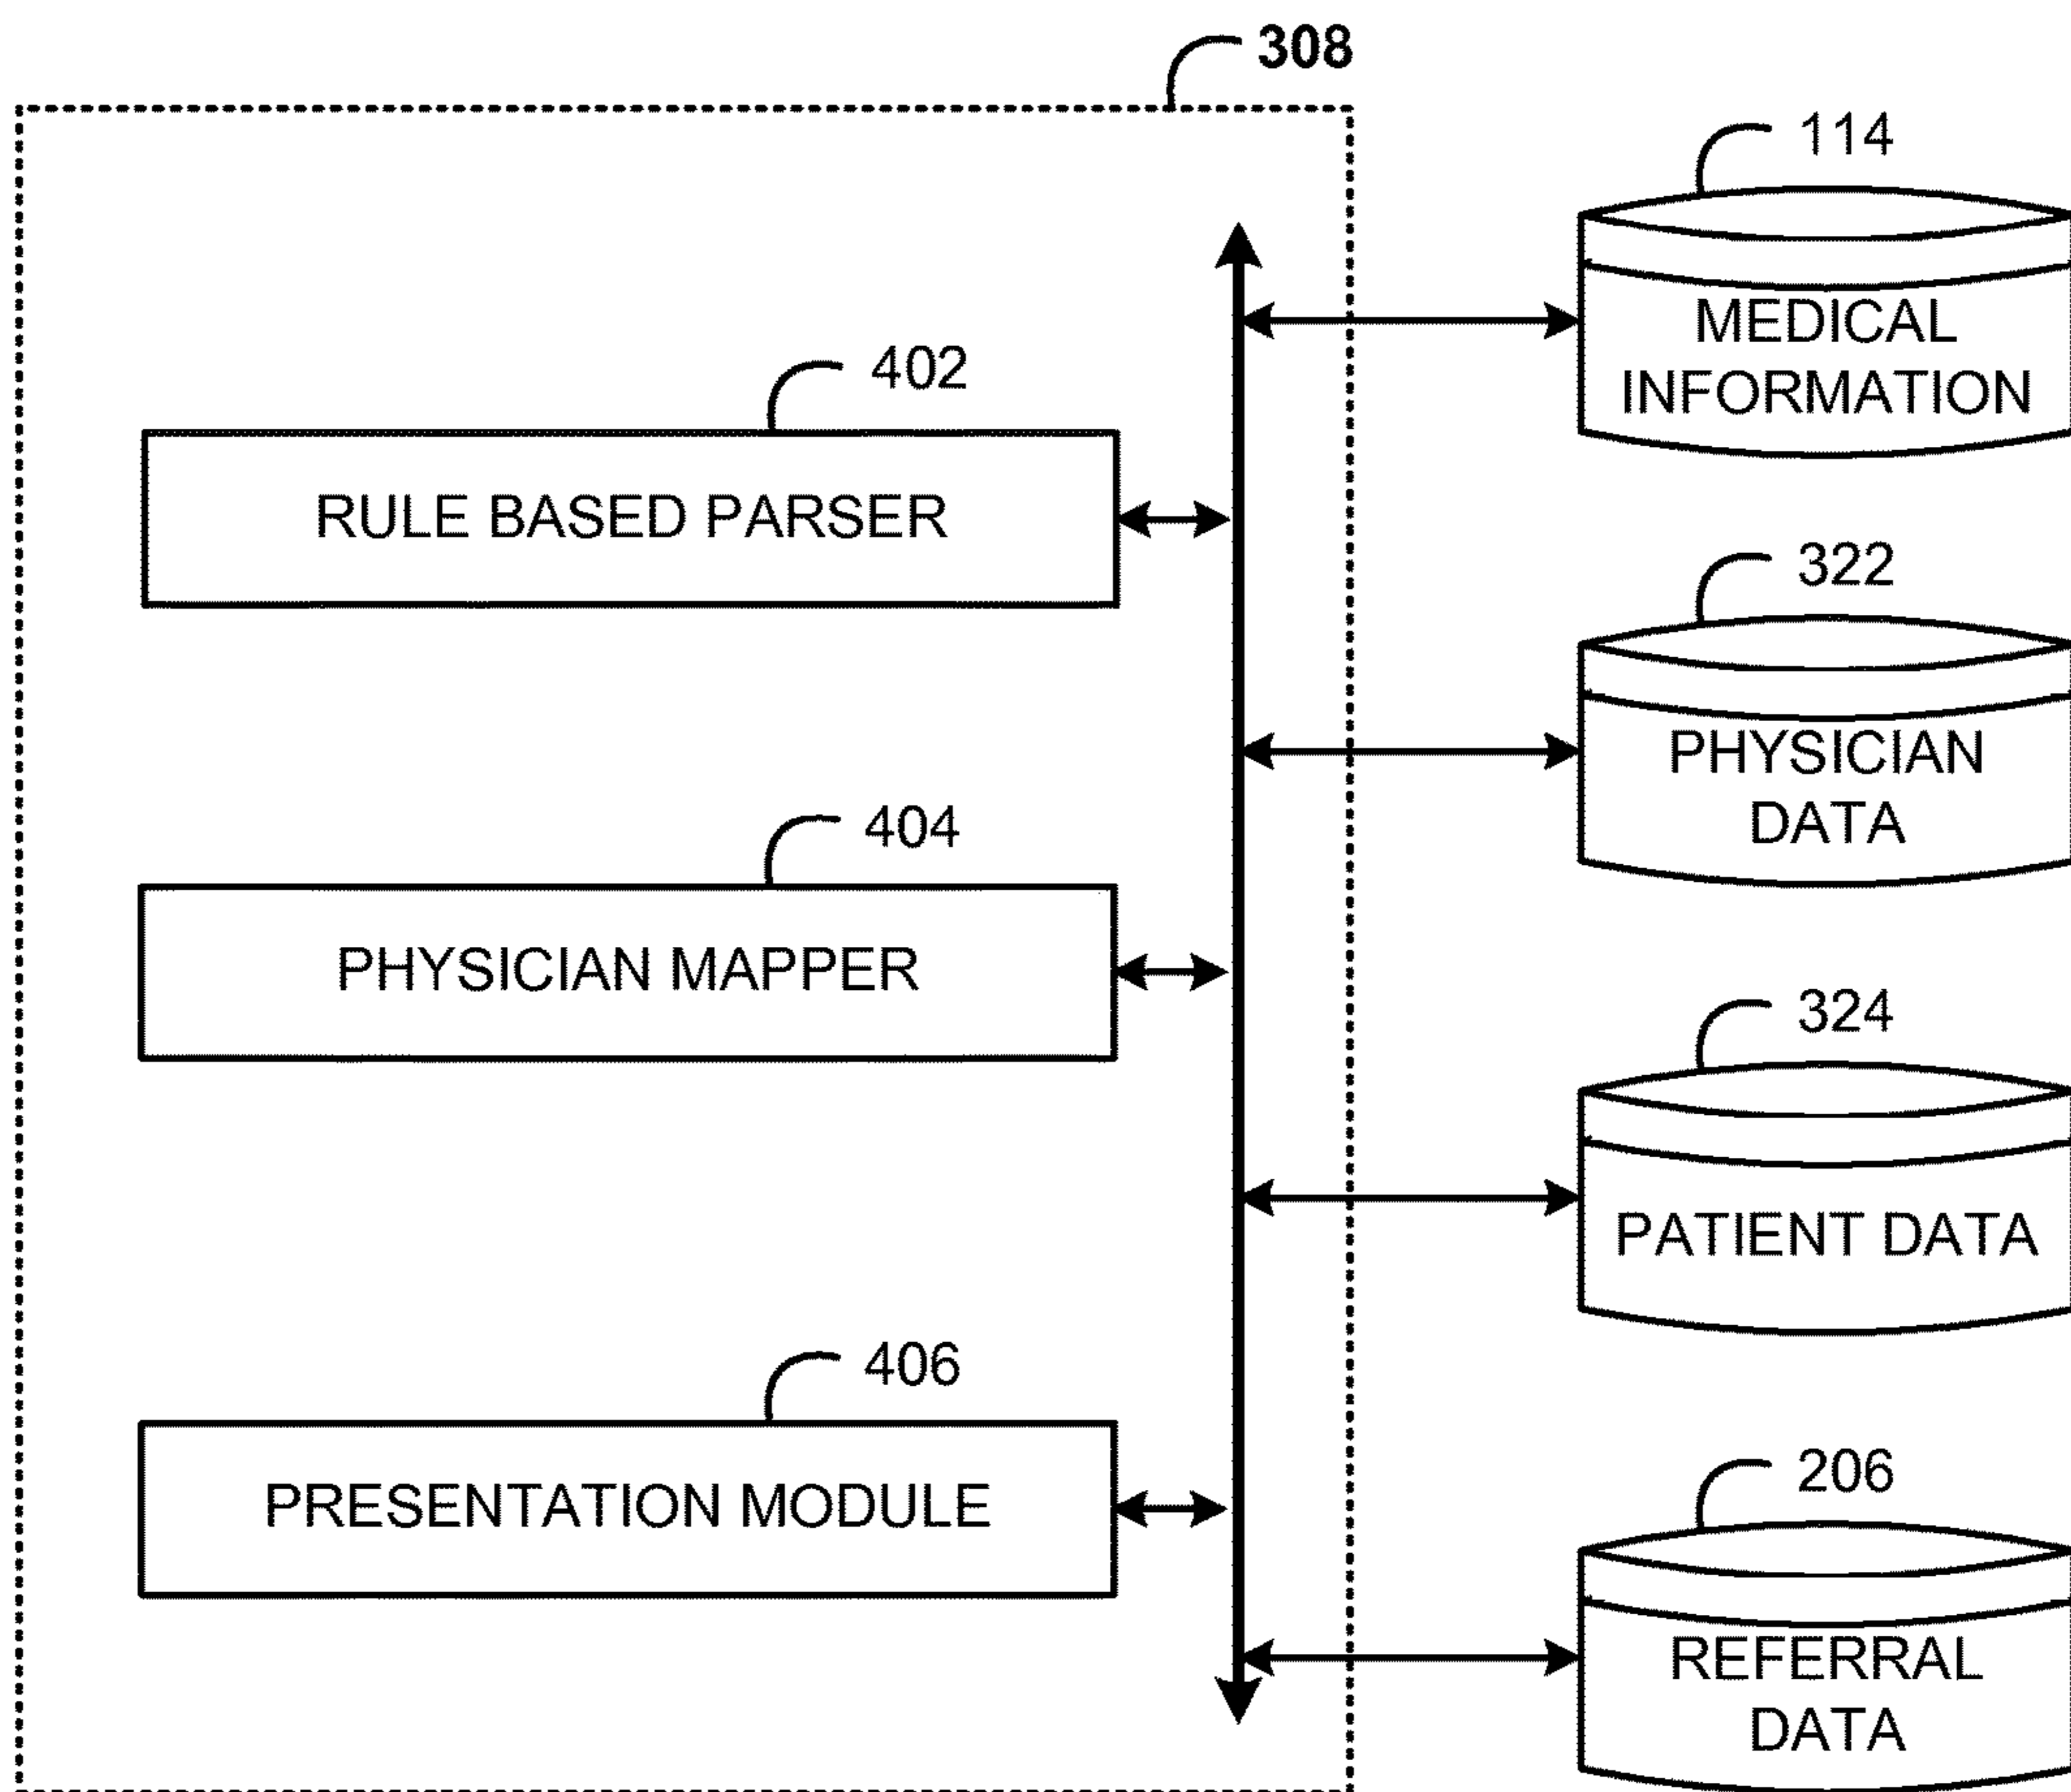 308
114
MEDICAL
INFORMATION
402
RULE BASED PARSER
322
PHYSICIAN
DATA
404
PHYSICIAN MAPPER
324
PATIENT DATA
406
PRESENTATION MODULE
206
REFERRAL
DATA